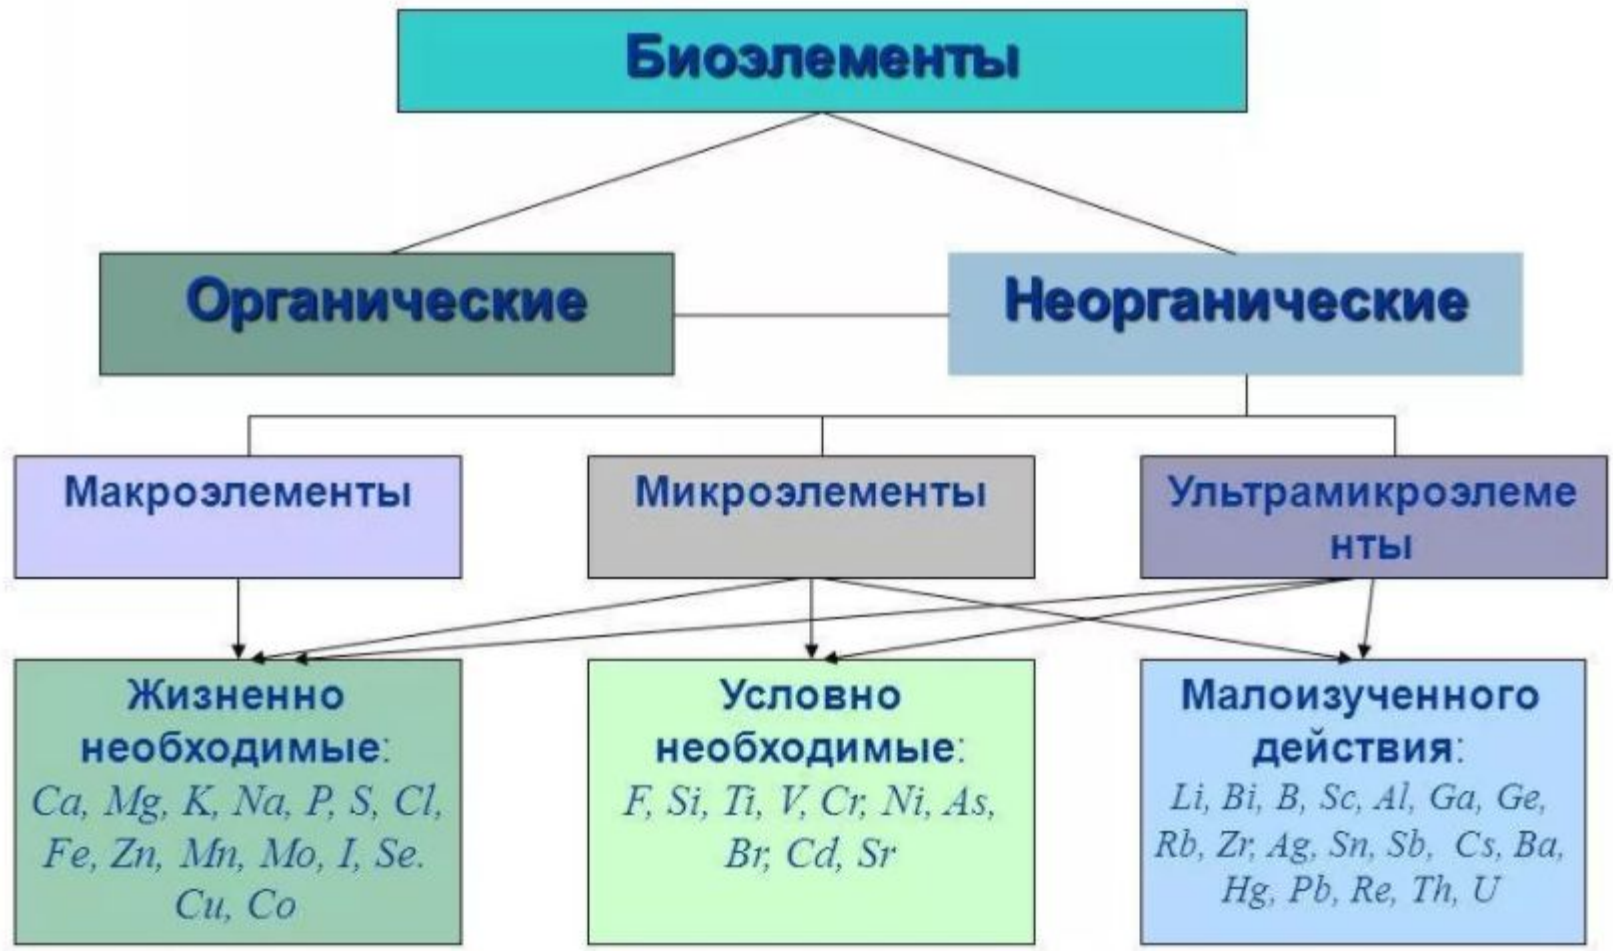 Биоэлементы
Органические
Неорганические
Макроэлементы
Микроэлементы
Ультрамикроэлеме
нты
Жизненно
необходимые:
Ca, Mg, K, Na, P, S, Cl,
Fe, Zn, Mn, Mo, I, Se.
Cu, Co
Условно
необходимые:
F, Si, Ti, V, Cr, Ni, As,
Br, Cd, Sr
Малоизученного
действия:
Li, Bi, B, Sc, Al, Ga, Ge,
Rb, Zr, Ag, Sn, Sb, Cs, Ba,
Hg, Pb, Re, Th, U